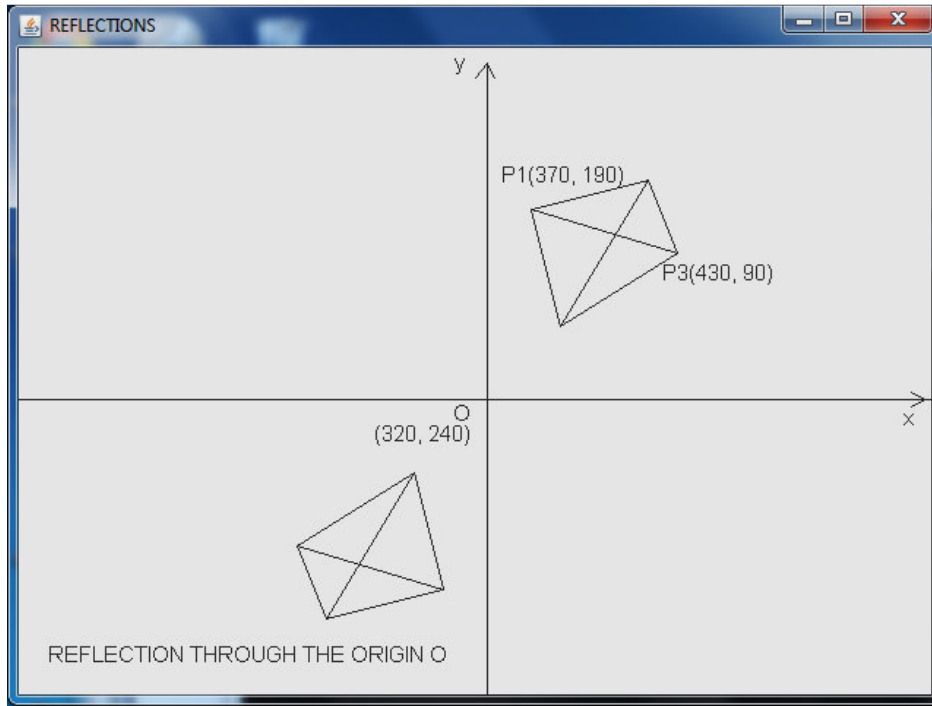 REFLECTIONS
y
P1(370, 190)
P3(430, 90)
O
(320, 240)
x
REFLECTION THROUGH THE ORIGIN O